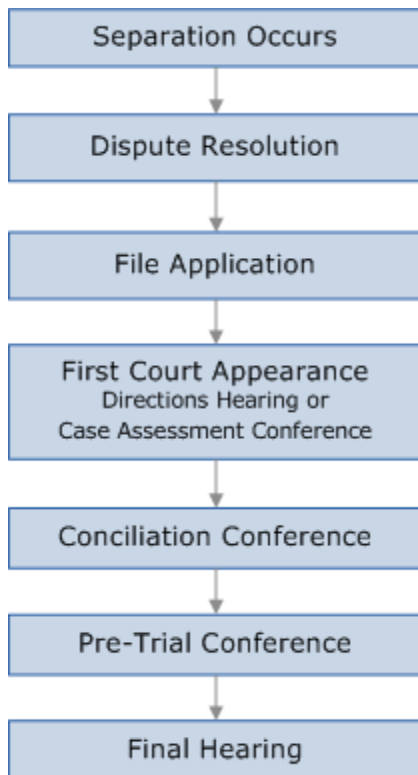 Separation Occurs
Dispute Resolution
File Application
First Court Appearance
Directions Hearing or
Case Assessment Conference
Conciliation Conference
Pre-Trial Conference
Final Hearing